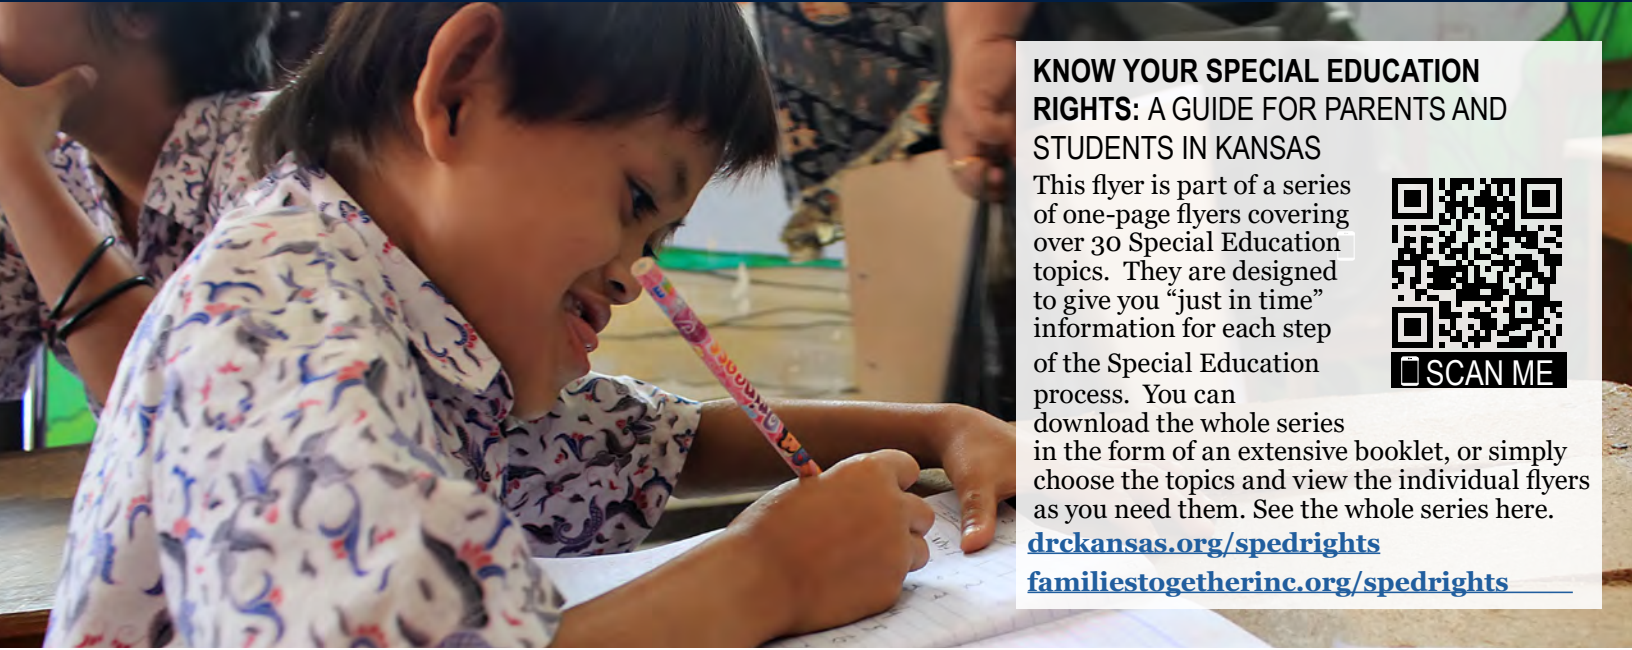 KNOW YOUR SPECIAL EDUCATION
RIGHTS: A GUIDE FOR PARENTS AND
STUDENTS IN KANSAS
This flyer is part of a series
of one-page flyers covering
over 30 Special Education
topics.  They are designed
to give you “just in time”
information for each step
of the Special Education
process.  You can
download the whole series
in the form of an extensive booklet, or simply
choose the topics and view the individual flyers
as you need them. See the whole series here.
SCAN ME
drckansas.org/spedrights
familiestogetherinc.org/spedrights